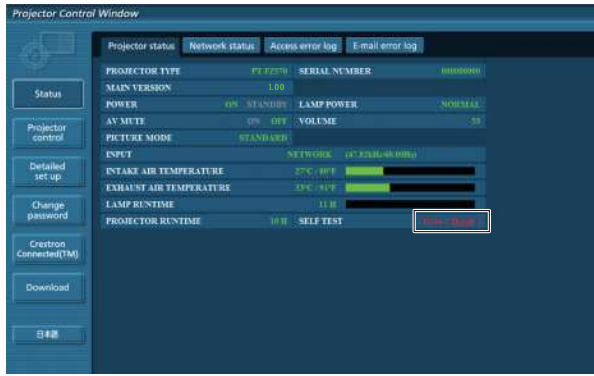 Projector Control Window
Projector status Network status Access error log E-mail error log
PROJECTOR TYPE SERIAL NUMBER
MAIN VERSION 1.00
POWER ON STANDBY LAMP POWER NORMAL
AV MUTE ON OFF VOLUME
PICTURE MODE STANDARD
INPUT NETWORK
INTAKE AIR TEMPERATURE
EXHAUST AIR TEMPERATURE
LAMP RUNTIME 11 H
PROJECTOR RUNTIME 10 H SELF TEST
Status
Projector
control
Detailed
set up
Change
password
Crestron
Connected(TM)
Download
日本語